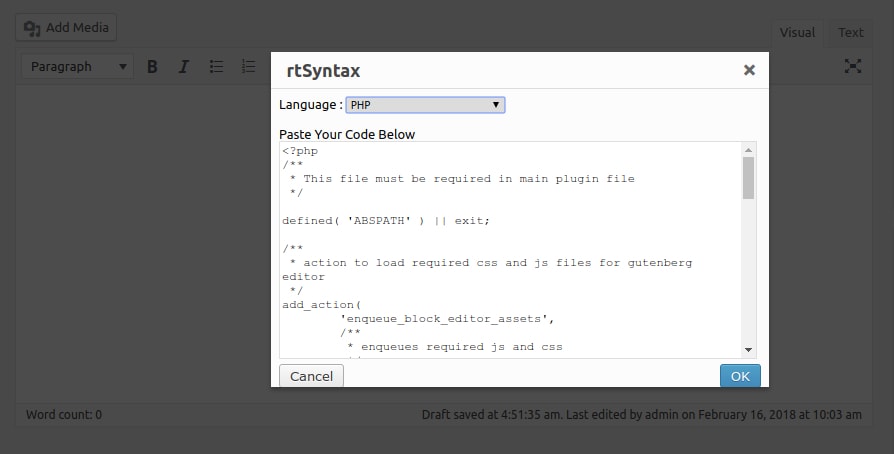 Add Media
Visual Text
Paragraph B I
rtSyntax
Language : PHP
Paste Your Code Below
<?php
/**
 * This file must be required in main plugin file
 */
defined( 'ABSPATH' ) || exit;
/**
 * action to load required css and js files for gutenberg
editor
 */
add_action(
        'enqueue_block_editor_assets',
        /**
         * enqueues required js and css
Cancel OK
Word count: 0 Draft saved at 4:51:35 am. Last edited by admin on February 16, 2018 at 10:03 am